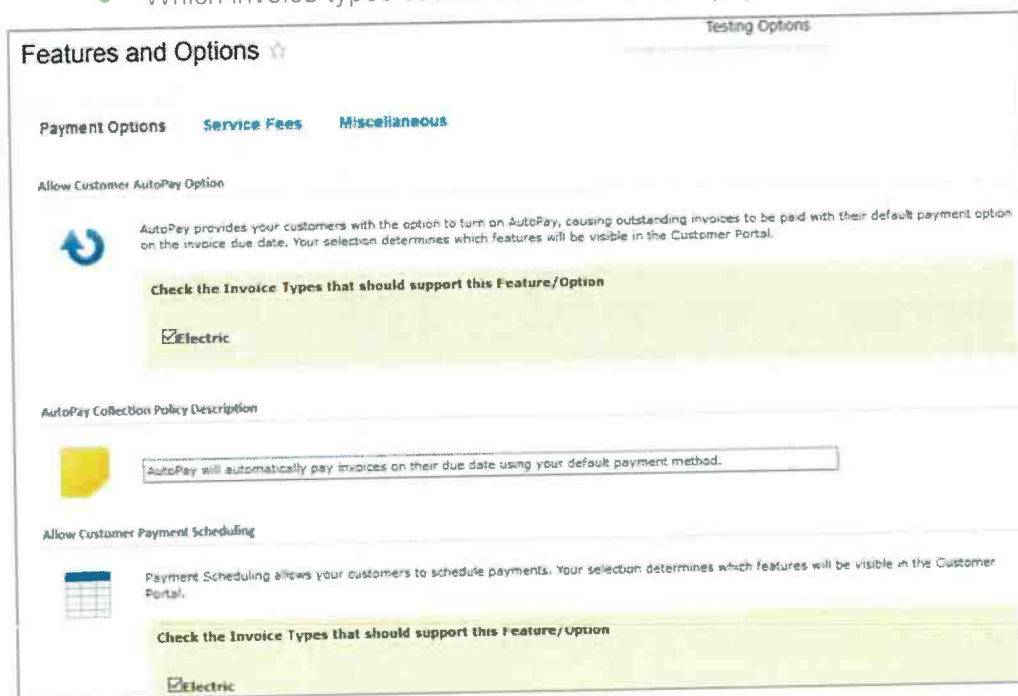 Which invoice types
Testing Options
Features and Options
Payment Options Service Fees Miscellaneous
Allow Customer AutoPay Option
AutoPay provides your customers with the option to turn on AutoPay, causing outstanding invoices to be paid with their default payment option
on the invoice due date. Your selection determines which features will be visible in the Customer Portal.
Check the Invoice Types that should support this Feature/Option
Electric
AutoPay Collection Policy Description
AutoPay will automatically pay invoices on their due date using your default payment method.
Allow Customer Payment Scheduling
Payment Scheduling allows your customers to schedule payments. Your selection determines which features will be visible in the Customer
Portal.
Check the Invoice Types that should support this Feature/Option
Electric